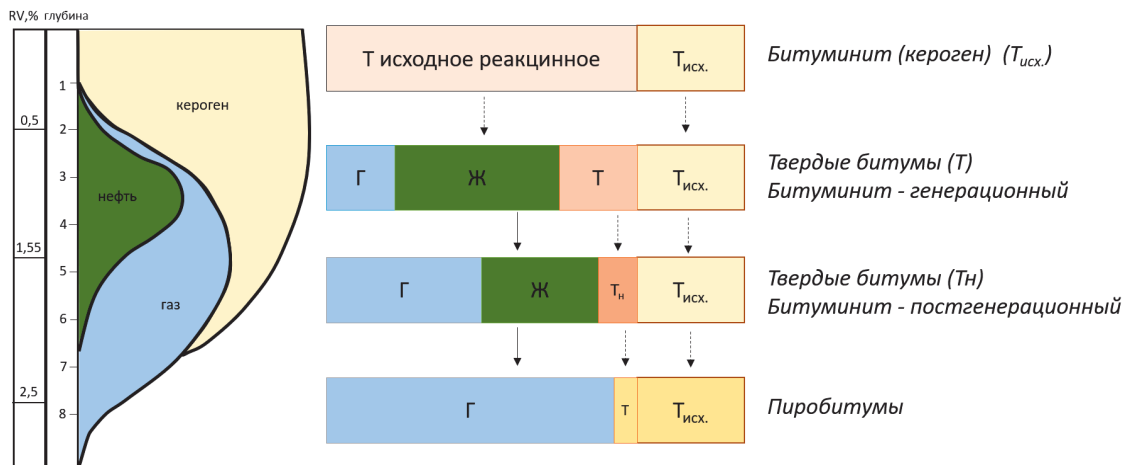 RV,% глубина
1
кероген
0,5
2
3
нефть
4
1,55
5
газ
6
7
2,5
8
Т исходное реакцинное
Тисх.
Битуминит (кероген) (Тисх.)
Г
Ж
Т
Тисх.
Твердые битумы (Т)
Битуминит - генерационный
Г
Ж
Тн
Тисх.
Твердые битумы (Тн)
Битуминит - постгенерационный
Г
Т
Тисх.
Пиробитумы